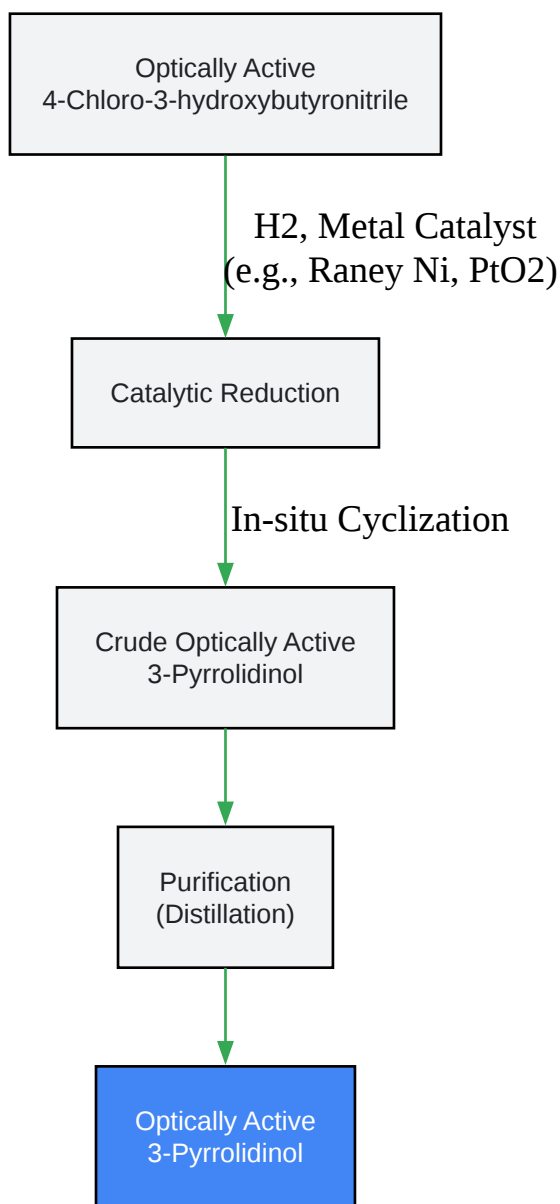 Optically Active
4-Chloro-3-hydroxybutyronitrile
H2, Metal Catalyst
(e.g., Raney Ni, PtO2)
Catalytic Reduction
In-situ Cyclization
Crude Optically Active
3-Pyrrolidinol
Purification
(Distillation)
Optically Active
3-Pyrrolidinol